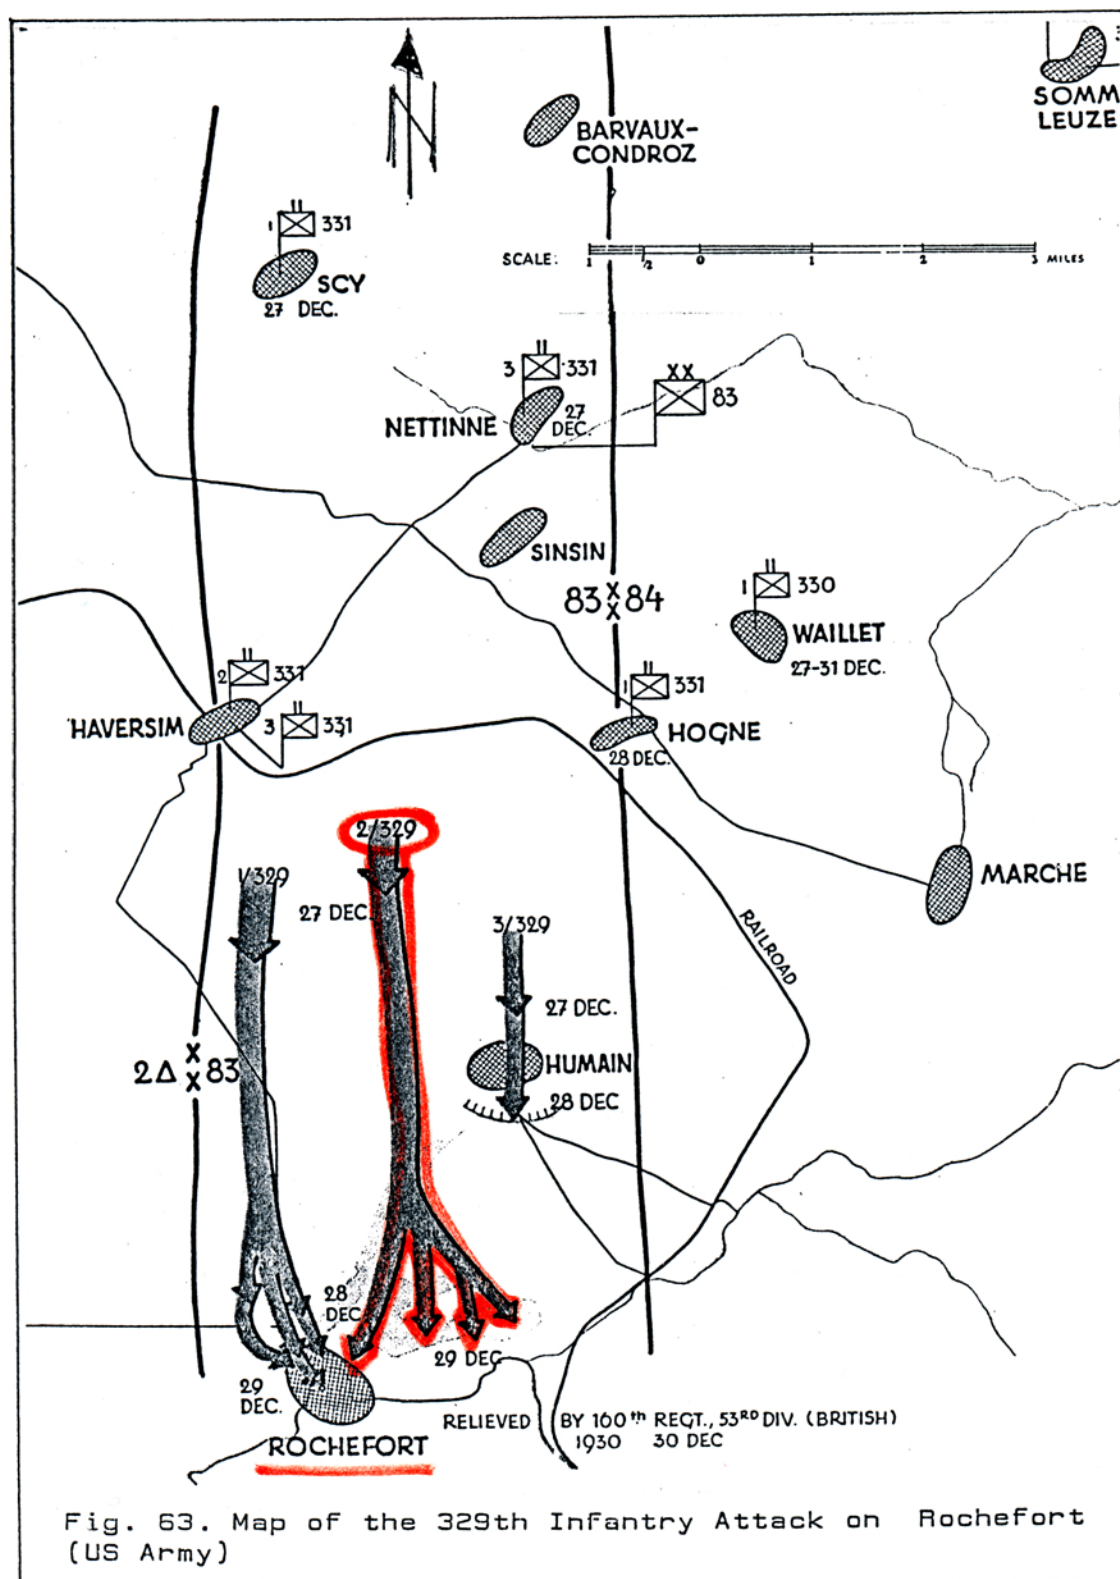 N
SOMM
LEUZE
BARVAUX-
CONDROZ
1 331
SCY
27 DEC.
SCALE: 1 1/2 0 1 2 3 MILES
3 331
XX
83
NETTINNE
27
DEC.
SINSIN
83 X 84
X
1 330
WAILLET
27-31 DEC.
2 331
HAVERSIM
3 331
1 331
HOGNE
28 DEC.
2/329
1/329
27 DEC.
MARCHE
3/329
RAILROAD
27 DEC.
HUMAIN
X
2Δ 83
X
28 DEC
28
DEC.
29 DEC
29
DEC.
RELIEVED BY 160th REGT., 53RD DIV. (BRITISH)
1930 30 DEC
ROCHEFORT
Fig. 63. Map of the 329th Infantry Attack on Rochefort
(US Army)